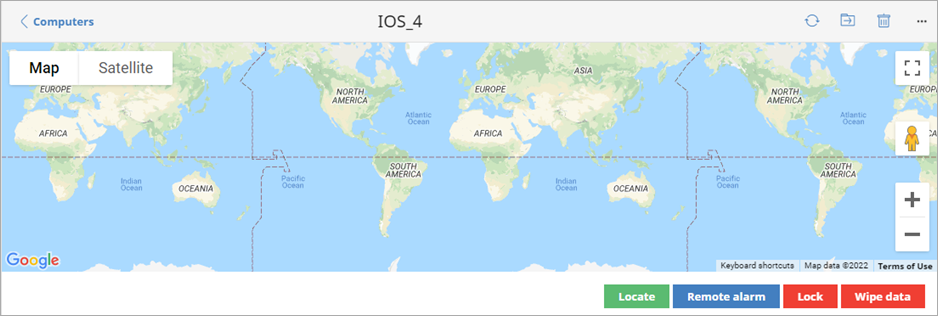 Computers
IOS_4
Map Satellite
ASIA
EUROPE
NORTH
AMERICA
EUROPE
NORTH
AMERICA
EUROPE
Atlantic
Ocean
Atlantic
Ocean
AFRICA
AFRICA
AFRICA
SOUTH
AMERICA
SOUTH
AMERICA
Indian
Ocean
OCEANIA
Pacific
Ocean
Indian
Ocean
OCEANIA
Pacific
Ocean
Google
Keyboard shortcuts Map data ©2022 Terms of Use
Locate Remote alarm Lock Wipe data